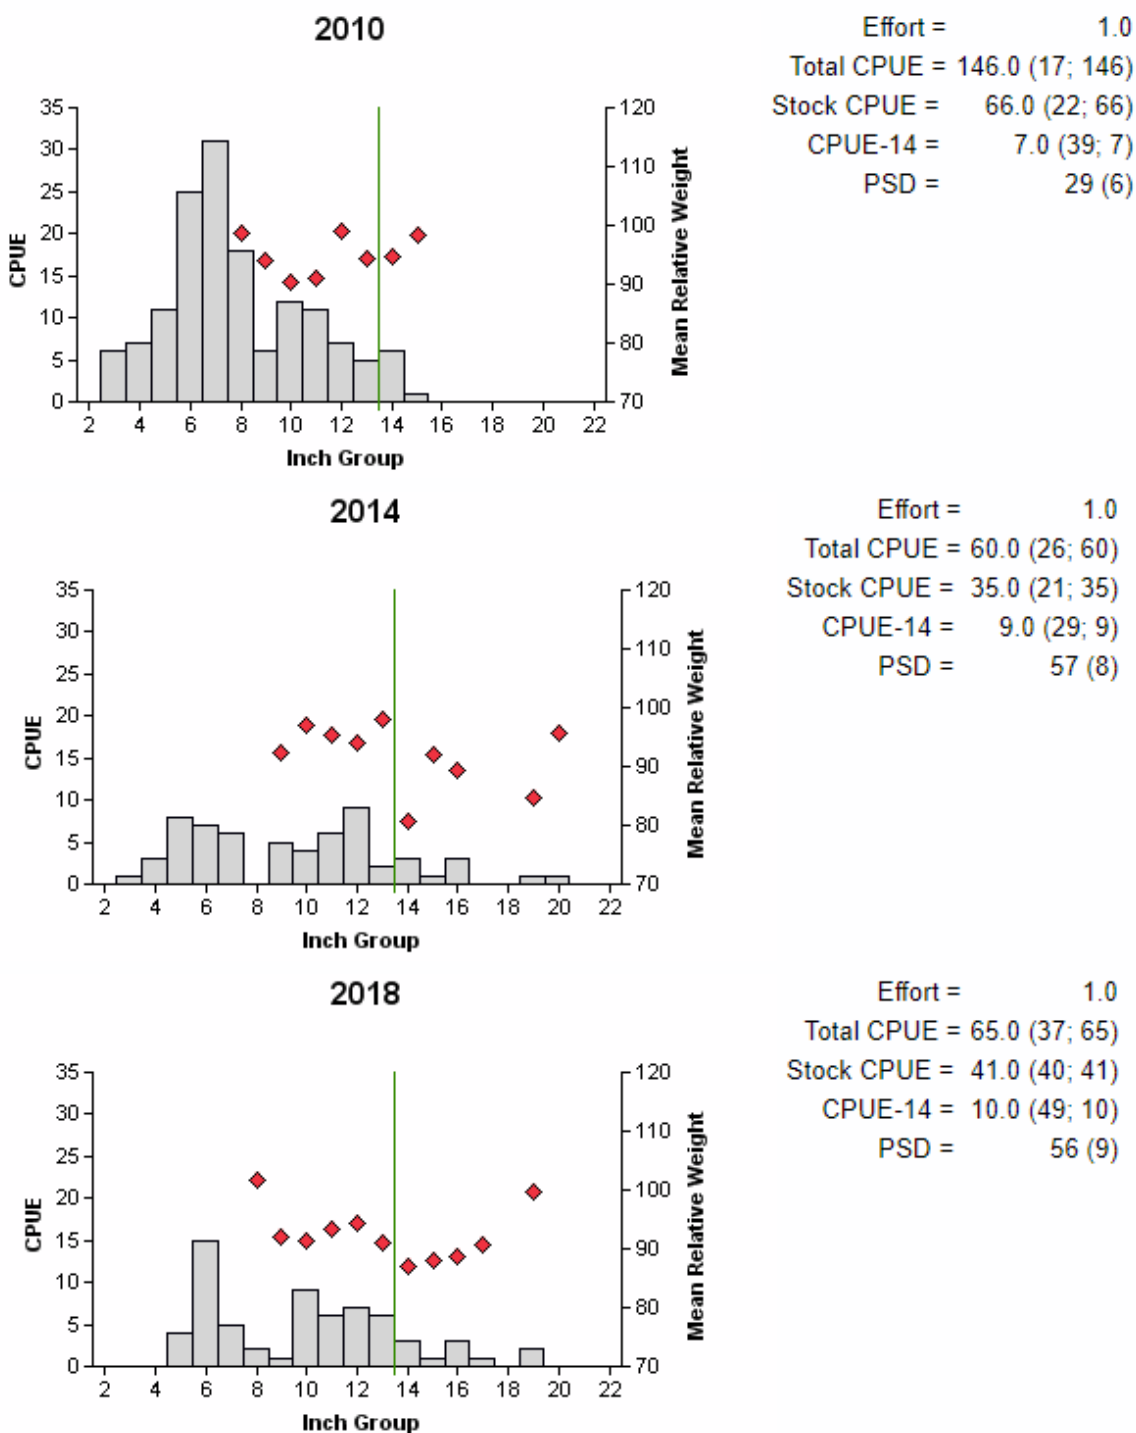 2010
Effort = 1.0
Total CPUE = 146.0 (17; 146)
Stock CPUE = 66.0 (22; 66)
CPUE-14 = 7.0 (39; 7)
PSD = 29 (6)
35
30
25
20
15
10
5
0
CPUE
120
110
100
90
80
70
Mean Relative Weight
2 4 6 8 10 12 14 16 18 20 22
Inch Group
2014
Effort = 1.0
Total CPUE = 60.0 (26; 60)
Stock CPUE = 35.0 (21; 35)
CPUE-14 = 9.0 (29; 9)
PSD = 57 (8)
35
30
25
20
15
10
5
0
CPUE
120
110
100
90
80
70
Mean Relative Weight
2 4 6 8 10 12 14 16 18 20 22
Inch Group
2018
Effort = 1.0
Total CPUE = 65.0 (37; 65)
Stock CPUE = 41.0 (40; 41)
CPUE-14 = 10.0 (49; 10)
PSD = 56 (9)
35
30
25
20
15
10
5
0
CPUE
120
110
100
90
80
70
Mean Relative Weight
2 4 6 8 10 12 14 16 18 20 22
Inch Group